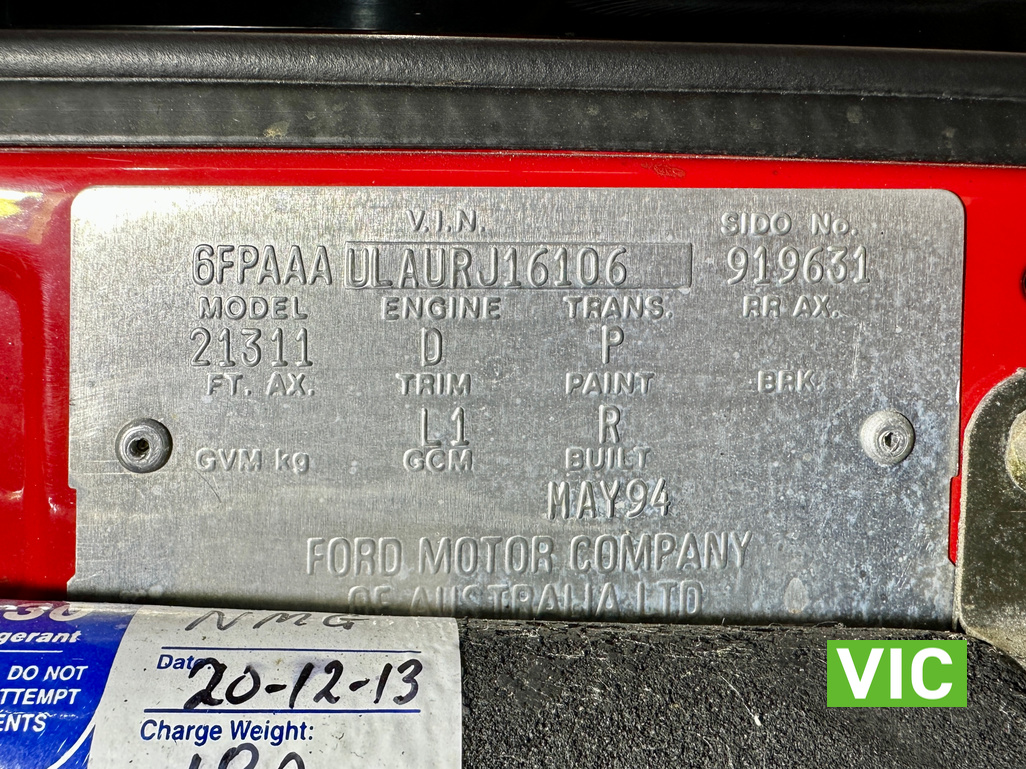 V.I.N. SIDO No.
6FPAAAULAURJ16106 919631
MODEL ENGINE TRANS. RR AX.
21311 D P
FT. AX. TRIM PAINT BRK.
L1 R
GVM kg GCM BUILT
MAY94
FORD MOTOR COMPANY
OF AUSTRALIA LTD
NMG
gerant
Date: 20-12-13
DO NOT
TTEMPT
ENTS
Charge Weight:
VIC